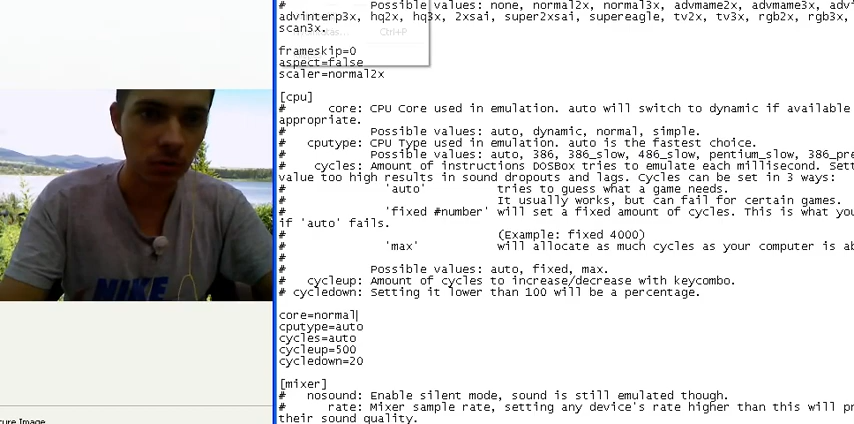 #               Possible values: none, normal2x, normal3x, advmame2x, advmame3x,
advinterp3x, hq2x, hq3x, 2xsai, super2xsai, supereagle, tv2x, tv3x, rgb2x, rgb3x,
scan3x.
Ctrl+P
frameskip=0
aspect=false
scaler=normal2x
[cpu]
#      core: CPU Core used in emulation. auto will switch to dynamic if available
appropriate.
#            Possible values: auto, dynamic, normal, simple.
#   cputype: CPU Type used in emulation. auto is the fastest choice.
#            Possible values: auto, 386, 386_slow, 486_slow, pentium_slow, 386_pre
#    cycles: Amount of instructions DOSBox tries to emulate each millisecond. Sett
value too high results in sound dropouts and lags. Cycles can be set in 3 ways:
#              'auto'          tries to guess what a game needs.
#                              It usually works, but can fail for certain games.
#              'fixed #number' will set a fixed amount of cycles. This is what you
if 'auto' fails.
#                              (Example: fixed 4000)
#              'max'           will allocate as much cycles as your computer is ab
#
#            Possible values: auto, fixed, max.
#   cycleup: Amount of cycles to increase/decrease with keycombo.
# cycledown: Setting it lower than 100 will be a percentage.
core=normal
cputype=auto
cycles=auto
cycleup=500
cycledown=20
[mixer]
#   nosound: Enable silent mode, sound is still emulated though.
#      rate: Mixer sample rate, setting any device's rate higher than this will pr
their sound quality.
NIKE
ure Image